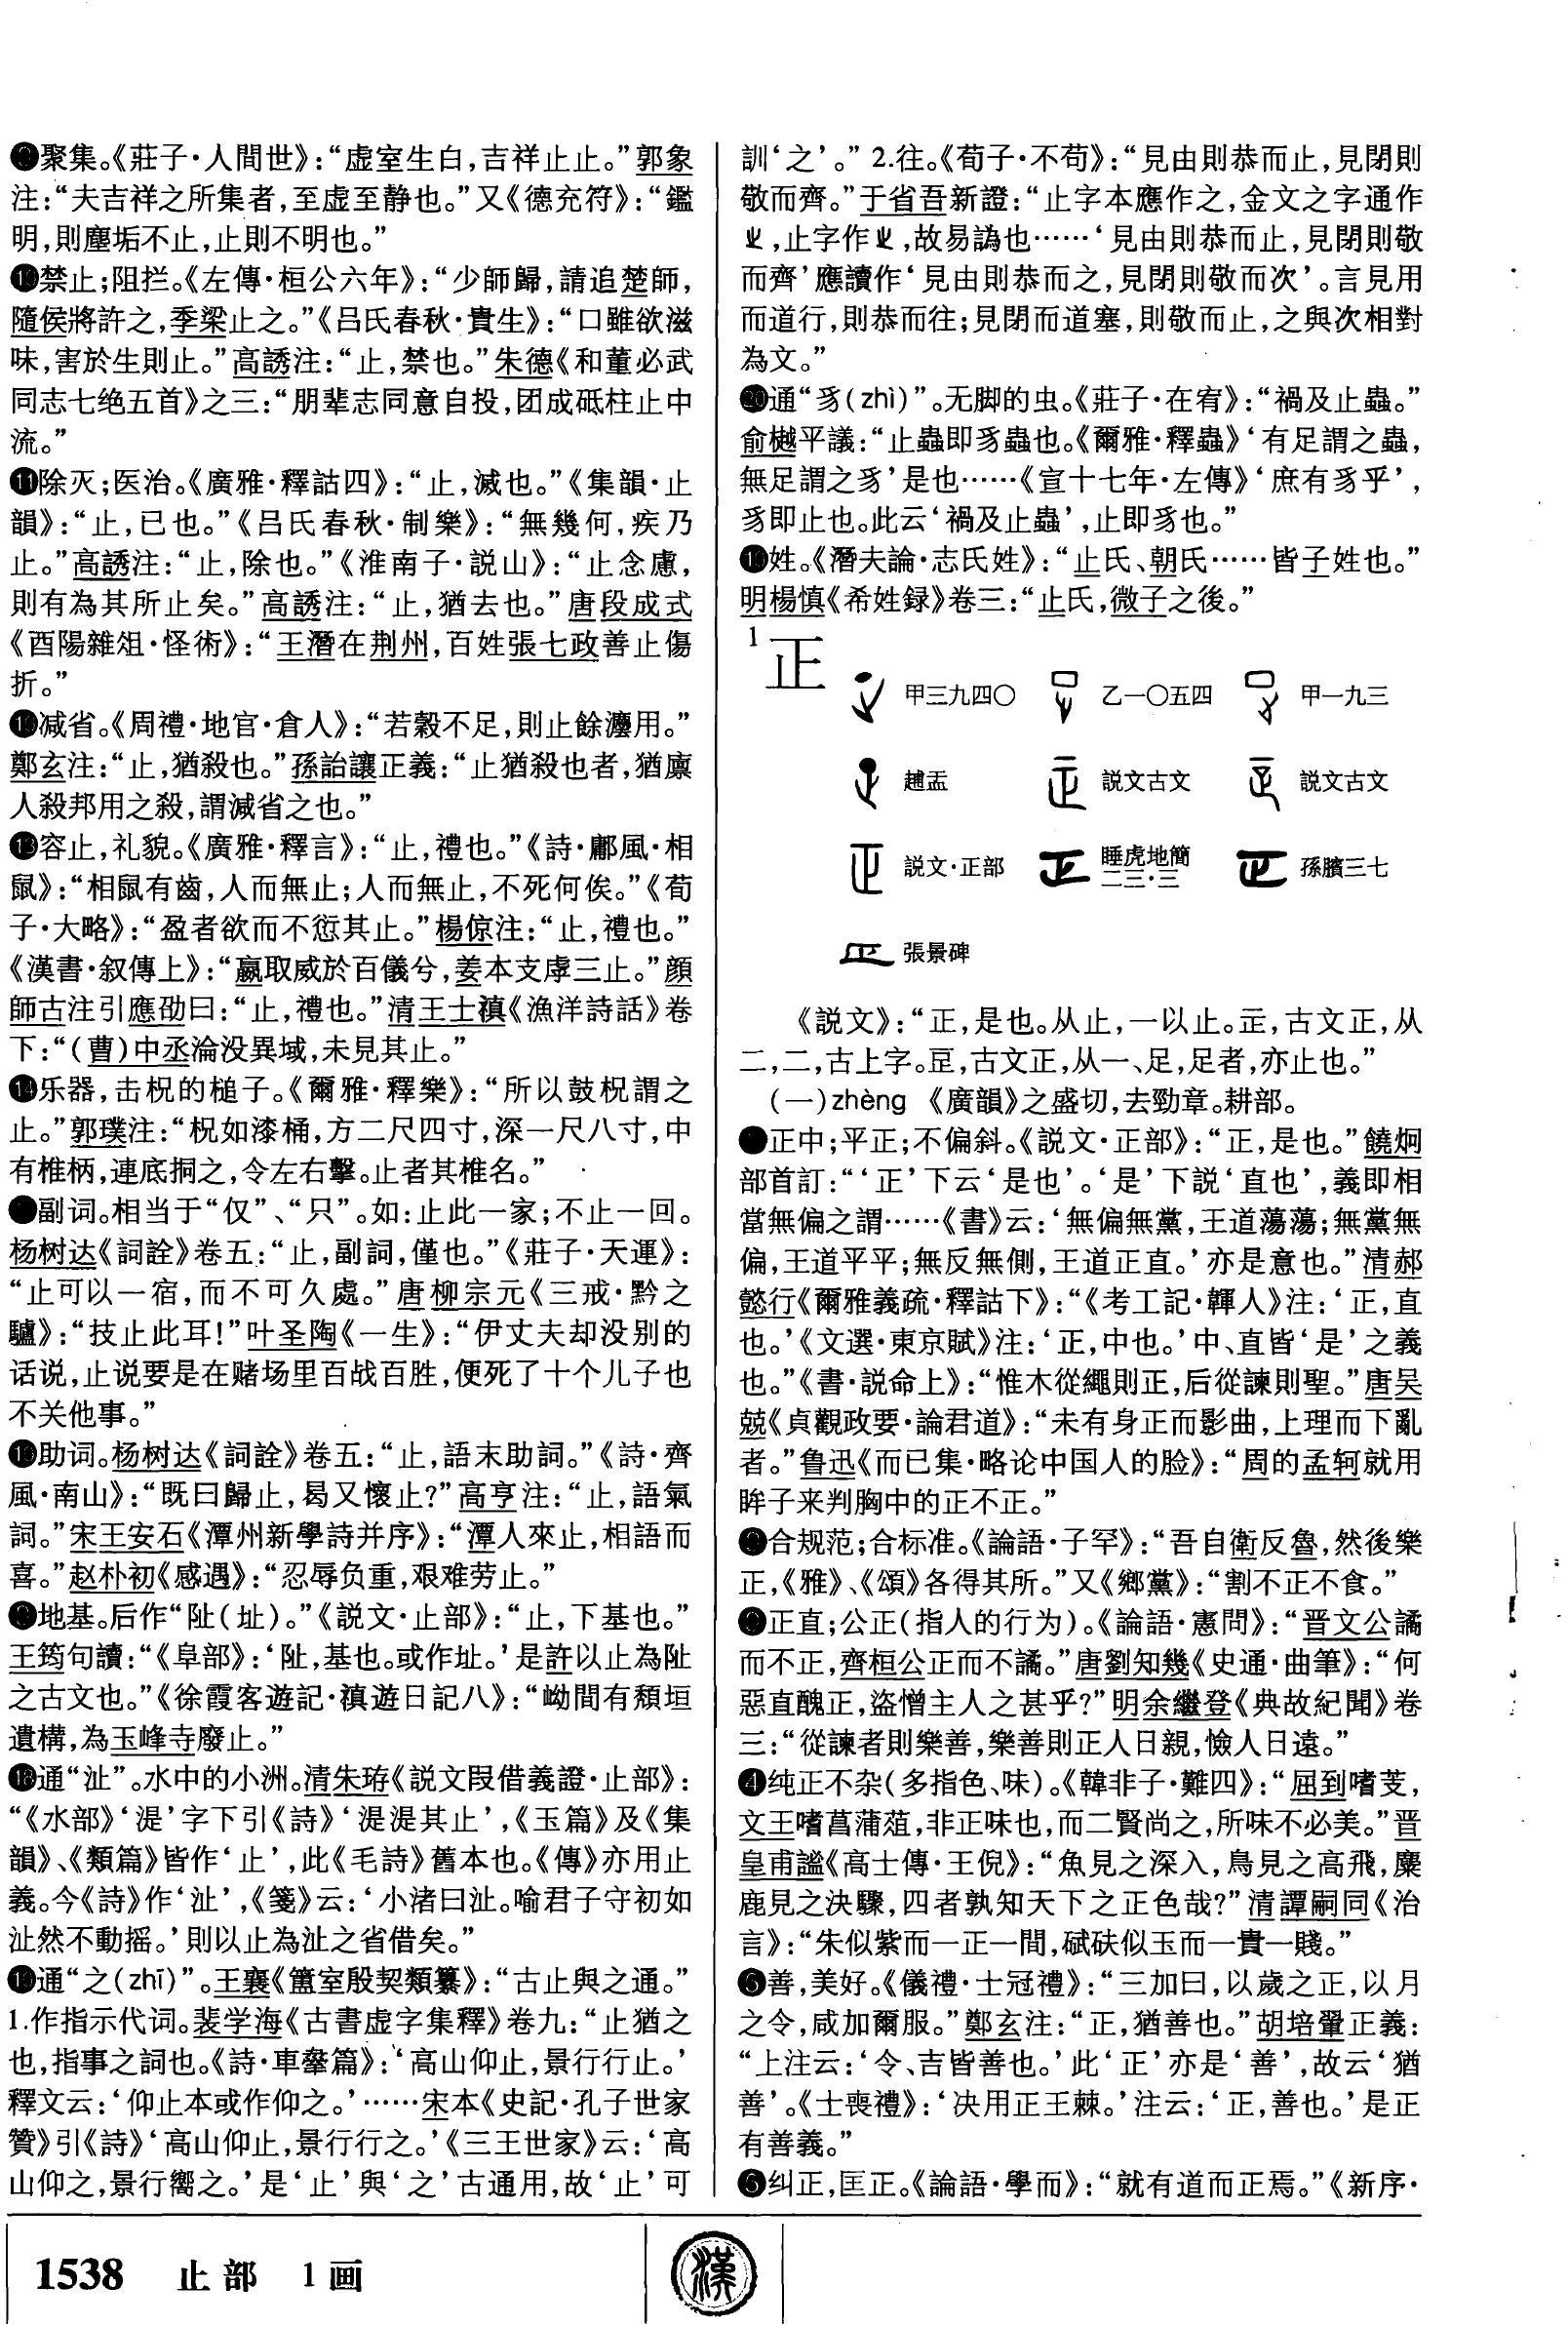 ❾聚集。《莊子·人間世》:“虚室生白,吉祥止止。”郭象
注:“夫吉祥之所集者,至虚至静也。”又《德充符》:“鑑
明,則塵垢不止,止則不明也。”
❿禁止;阻拦。《左傳·桓公六年》:“少師歸,請追楚師,
隨侯將許之,季梁止之。”《吕氏春秋·貴生》:“口雖欲滋
味,害於生則止。”高誘注:“止,禁也。”朱德《和董必武
同志七绝五首》之三:“朋辈志同意自投,团成砥柱止中
流。”
⓫除灭;医治。《廣雅·釋詁四》:“止,滅也。”《集韻·止
韻》:“止,已也。”《吕氏春秋·制樂》:“無幾何,疾乃
止。”高誘注:“止,除也。”《淮南子·説山》:“止念慮,
則有為其所止矣。”高誘注:“止,猶去也。”唐段成式
《酉陽雜俎·怪術》:“王潛在荆州,百姓張七政善止傷
折。”
⓬减省。《周禮·地官·倉人》:“若穀不足,則止餘灋用。”
鄭玄注:“止,猶殺也。”孫詒讓正義:“止猶殺也者,猶廪
人殺邦用之殺,謂減省之也。”
⓭容止,礼貌。《廣雅·釋言》:“止,禮也。”《詩·鄘風·相
鼠》:“相鼠有齒,人而無止;人而無止,不死何俟。”《荀
子·大略》:“盈者欲而不愆其止。”楊倞注:“止,禮也。”
《漢書·叙傳上》:“嬴取威於百儀兮,姜本支虖三止。”顔
師古注引應劭曰:“止,禮也。”清王士禛《漁洋詩話》卷
下:“(曹)中丞淪没異域,未見其止。”
⓮乐器,击柷的槌子。《爾雅·釋樂》:“所以鼓柷謂之
止。”郭璞注:“柷如漆桶,方二尺四寸,深一尺八寸,中
有椎柄,連底挏之,令左右擊。止者其椎名。”
●副词。相当于“仅”、“只”。如:止此一家;不止一回。
杨树达《詞詮》卷五:“止,副詞,僅也。”《莊子·天運》:
“止可以一宿,而不可久處。”唐柳宗元《三戒·黔之
驢》:“技止此耳!”叶圣陶《一生》:“伊丈夫却没别的
话说,止说要是在赌场里百战百胜,便死了十个儿子也
不关他事。”
⓰助词。杨树达《詞詮》卷五:“止,語末助詞。”《詩·齊
風·南山》:“既曰歸止,曷又懷止?”高亨注:“止,語氣
詞。”宋王安石《潭州新學詩并序》:“潭人來止,相語而
喜。”赵朴初《感遇》:“忍辱负重,艰难劳止。”
⓱地基。后作“阯(址)。”《説文·止部》:“止,下基也。”
王筠句讀:“《阜部》:‘阯,基也。或作址。’是許以止為阯
之古文也。”《徐霞客遊記·滇遊日記八》:“坳間有頽垣
遺構,為玉峰寺廢止。”
⓲通“沚”。水中的小洲。清朱珔《説文叚借義證·止部》:
“《水部》‘湜’字下引《詩》‘湜湜其止’,《玉篇》及《集
韻》、《類篇》皆作‘止’,此《毛詩》舊本也。《傳》亦用止
義。今《詩》作‘沚’,《箋》云:‘小渚曰沚。喻君子守初如
沚然不動摇。’則以止為沚之省借矣。”
⓳通“之(zhī)”。王襄《簠室殷契類纂》:“古止與之通。”
1.作指示代词。裴学海《古書虚字集釋》卷九:“止猶之
也,指事之詞也。《詩·車舝篇》:‘高山仰止,景行行止。’
釋文云:‘仰止本或作仰之。’……宋本《史記·孔子世家
贊》引《詩》‘高山仰止,景行行之。’《三王世家》云:‘高
山仰之,景行嚮之。’是‘止’與‘之’古通用,故‘止’可
訓‘之’。”2.往。《荀子·不苟》:“見由則恭而止,見閉則
敬而齊。”于省吾新證:“止字本應作之,金文之字通作
,止字作,故易譌也……‘見由則恭而止,見閉則敬
而齊’應讀作‘見由則恭而之,見閉則敬而次’。言見用
而道行,則恭而往;見閉而道塞,則敬而止,之與次相對
為文。”
⓴通“豸(zhì)”。无脚的虫。《莊子·在宥》:“禍及止蟲。”
俞樾平議:“止蟲即豸蟲也。《爾雅·釋蟲》‘有足謂之蟲,
無足謂之豸’是也……《宣十七年·左傳》‘庶有豸乎’,
豸即止也。此云‘禍及止蟲’,止即豸也。”
姓。《潛夫論·志氏姓》:“止氏、朝氏……皆子姓也。”
明楊慎《希姓録》卷三:“止氏,微子之後。”
1 正
甲三九四〇 乙一〇五四 甲一九三
趙盂 説文古文 説文古文
説文·正部 睡虎地簡二三·三 孫臏三七
張景碑
《説文》:“正,是也。从止,一以止。𤴓,古文正,从
二,二,古上字。𤴔,古文正,从一、足,足者,亦止也。”
(一)zhèng 《廣韻》之盛切,去勁章。耕部。
●正中;平正;不偏斜。《説文·正部》:“正,是也。”饒炯
部首訂:“‘正’下云‘是也’。‘是’下説‘直也’,義即相
當無偏之謂……《書》云:‘無偏無黨,王道蕩蕩;無黨無
偏,王道平平;無反無側,王道正直。’亦是意也。”清郝
懿行《爾雅義疏·釋詁下》:“《考工記·韗人》注:‘正,直
也。’《文選·東京賦》注:‘正,中也。’中、直皆‘是’之義
也。”《書·説命上》:“惟木從繩則正,后從諫則聖。”唐吴
兢《貞觀政要·論君道》:“未有身正而影曲,上理而下亂
者。”鲁迅《而已集·略论中国人的脸》:“周的孟轲就用
眸子来判胸中的正不正。”
❷合规范;合标准。《論語·子罕》:“吾自衛反魯,然後樂
正,《雅》、《頌》各得其所。”又《鄉黨》:“割不正不食。”
❸正直;公正(指人的行为)。《論語·憲問》:“晋文公譎
而不正,齊桓公正而不譎。”唐劉知幾《史通·曲筆》:“何
惡直醜正,盗憎主人之甚乎?”明余繼登《典故紀聞》卷
三:“從諫者則樂善,樂善則正人日親,憸人日遠。”
❹纯正不杂(多指色、味)。《韓非子·難四》:“屈到嗜芰,
文王嗜菖蒲菹,非正味也,而二賢尚之,所味不必美。”晋
皇甫謐《高士傳·王倪》:“魚見之深入,鳥見之高飛,麋
鹿見之決驟,四者孰知天下之正色哉?”清譚嗣同《治
言》:“朱似紫而一正一間,碔砆似玉而一貴一賤。”
❺善,美好。《儀禮·士冠禮》:“三加曰,以歲之正,以月
之令,咸加爾服。”鄭玄注:“正,猶善也。”胡培翬正義:
“上注云:‘令、吉皆善也。’此‘正’亦是‘善’,故云‘猶
善’。《士喪禮》:‘决用正王棘。’注云:‘正,善也。’是正
有善義。”
❻纠正,匡正。《論語·學而》:“就有道而正焉。”《新序·
1538 止部 1画
漢